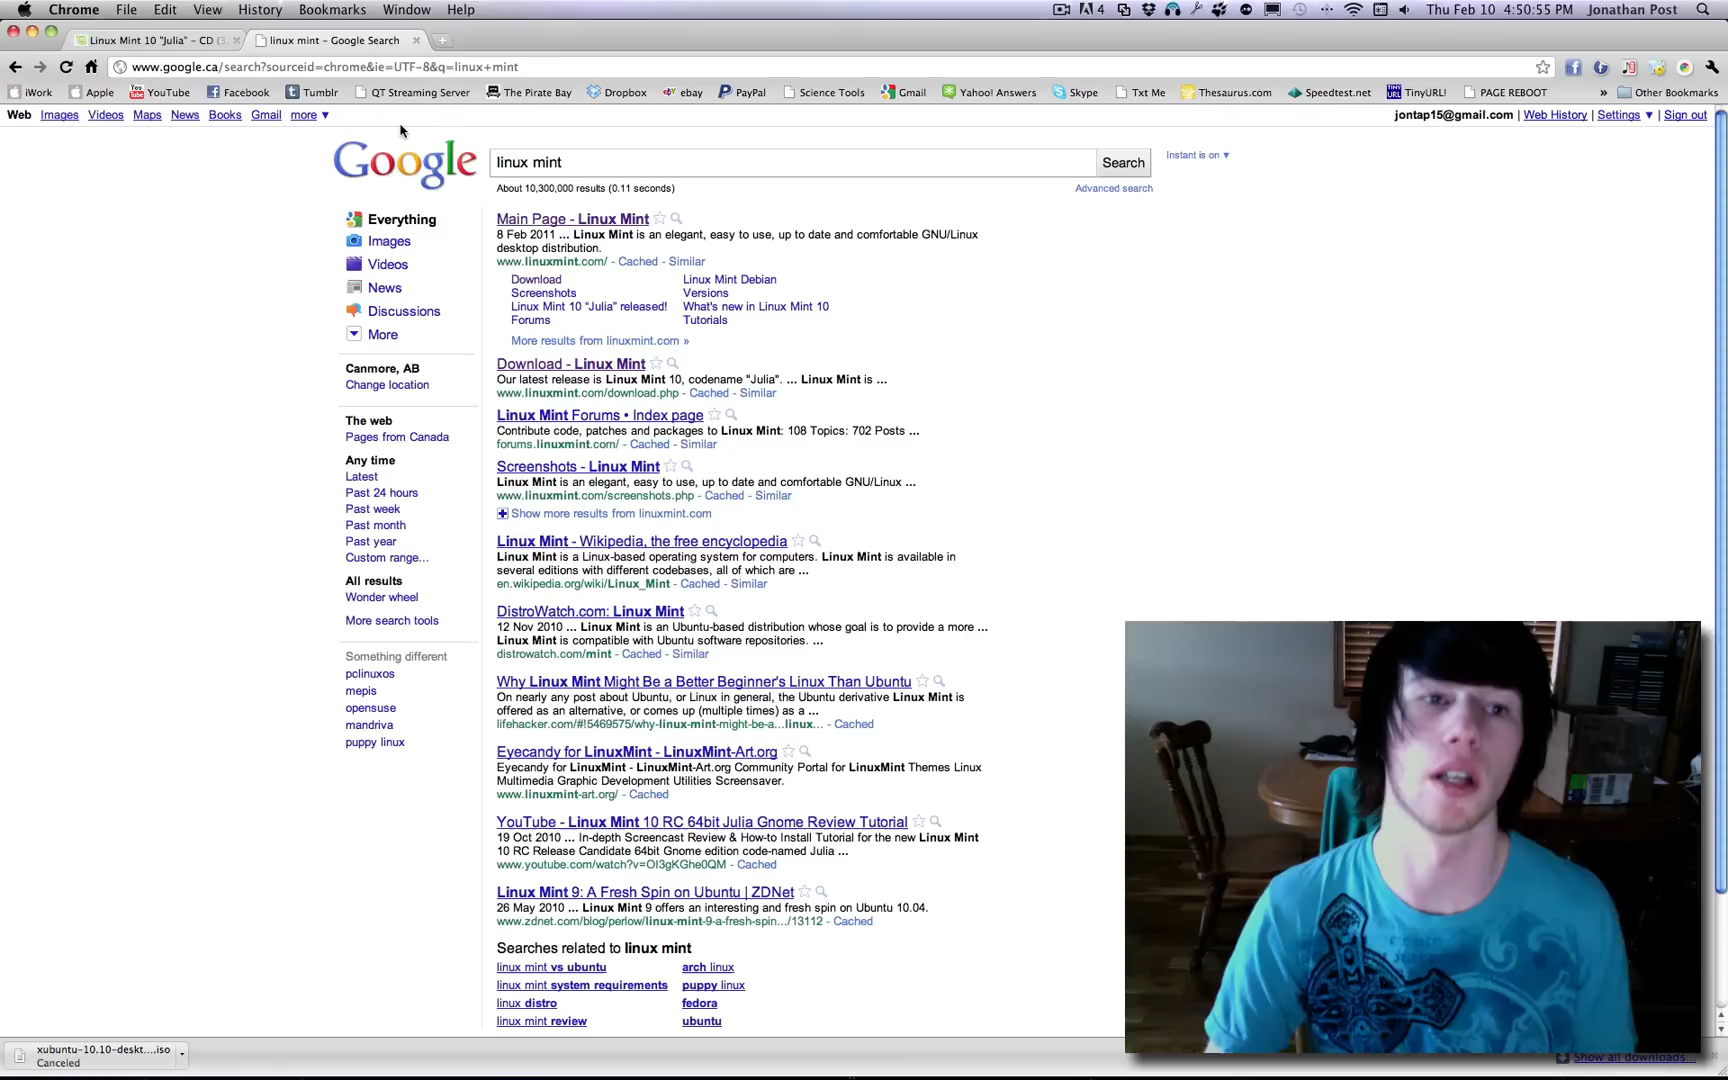 Chrome File Edit View History Bookmarks Window Help 4 Thu Feb 10 4:50:55 PM Jonathan Post
Linux Mint 10 "Julia" – CD (3 linux mint – Google Search
www.google.ca/search?sourceid=chrome&ie=UTF-8&q=linux+mint
iWork Apple YouTube Facebook Tumblr QT Streaming Server The Pirate Bay Dropbox ebay PayPal Science Tools Gmail Yahoo! Answers Skype Txt Me Thesaurus.com Speedtest.net TinyURL! PAGE REBOOT » Other Bookmarks
Web Images Videos Maps News Books Gmail more ▼ jontap15@gmail.com | Web History | Settings ▼ | Sign out
Google
linux mint
Search
Instant is on ▼
About 10,300,000 results (0.11 seconds)
Advanced search
Everything
Images
Videos
News
Discussions
More
Canmore, AB
Change location
The web
Pages from Canada
Any time
Latest
Past 24 hours
Past week
Past month
Past year
Custom range...
All results
Wonder wheel
More search tools
Something different
pclinuxos
mepis
opensuse
mandriva
puppy linux
Main Page - Linux Mint
8 Feb 2011 ... Linux Mint is an elegant, easy to use, up to date and comfortable GNU/Linux
desktop distribution.
www.linuxmint.com/ - Cached - Similar
Download Linux Mint Debian
Screenshots Versions
Linux Mint 10 "Julia" released! What's new in Linux Mint 10
Forums Tutorials
More results from linuxmint.com »
Download - Linux Mint
Our latest release is Linux Mint 10, codename "Julia". ... Linux Mint is ...
www.linuxmint.com/download.php - Cached - Similar
Linux Mint Forums • Index page
Contribute code, patches and packages to Linux Mint: 108 Topics: 702 Posts ...
forums.linuxmint.com/ - Cached - Similar
Screenshots - Linux Mint
Linux Mint is an elegant, easy to use, up to date and comfortable GNU/Linux ...
www.linuxmint.com/screenshots.php - Cached - Similar
Show more results from linuxmint.com
Linux Mint - Wikipedia, the free encyclopedia
Linux Mint is a Linux-based operating system for computers. Linux Mint is available in
several editions with different codebases, all of which are ...
en.wikipedia.org/wiki/Linux_Mint - Cached - Similar
DistroWatch.com: Linux Mint
12 Nov 2010 ... Linux Mint is an Ubuntu-based distribution whose goal is to provide a more ...
Linux Mint is compatible with Ubuntu software repositories. ...
distrowatch.com/mint - Cached - Similar
Why Linux Mint Might Be a Better Beginner's Linux Than Ubuntu
On nearly any post about Ubuntu, or Linux in general, the Ubuntu derivative Linux Mint is
offered as an alternative, or comes up (multiple times) as a ...
lifehacker.com/#!5469575/why-linux-mint-might-be-a...linux... - Cached
Eyecandy for LinuxMint - LinuxMint-Art.org
Eyecandy for LinuxMint - LinuxMint-Art.org Community Portal for LinuxMint Themes Linux
Multimedia Graphic Development Utilities Screensaver.
www.linuxmint-art.org/ - Cached
YouTube - Linux Mint 10 RC 64bit Julia Gnome Review Tutorial
19 Oct 2010 ... In-depth Screencast Review & How-to Install Tutorial for the new Linux Mint
10 RC Release Candidate 64bit Gnome edition code-named Julia ...
www.youtube.com/watch?v=OI3gKGhe0QM - Cached
Linux Mint 9: A Fresh Spin on Ubuntu | ZDNet
26 May 2010 ... Linux Mint 9 offers an interesting and fresh spin on Ubuntu 10.04.
www.zdnet.com/blog/perlow/linux-mint-9-a-fresh-spin.../13112 - Cached
Searches related to linux mint
linux mint vs ubuntu arch linux
linux mint system requirements puppy linux
linux distro fedora
linux mint review ubuntu
xubuntu-10.10-deskt....iso
Canceled
Show all downloads...